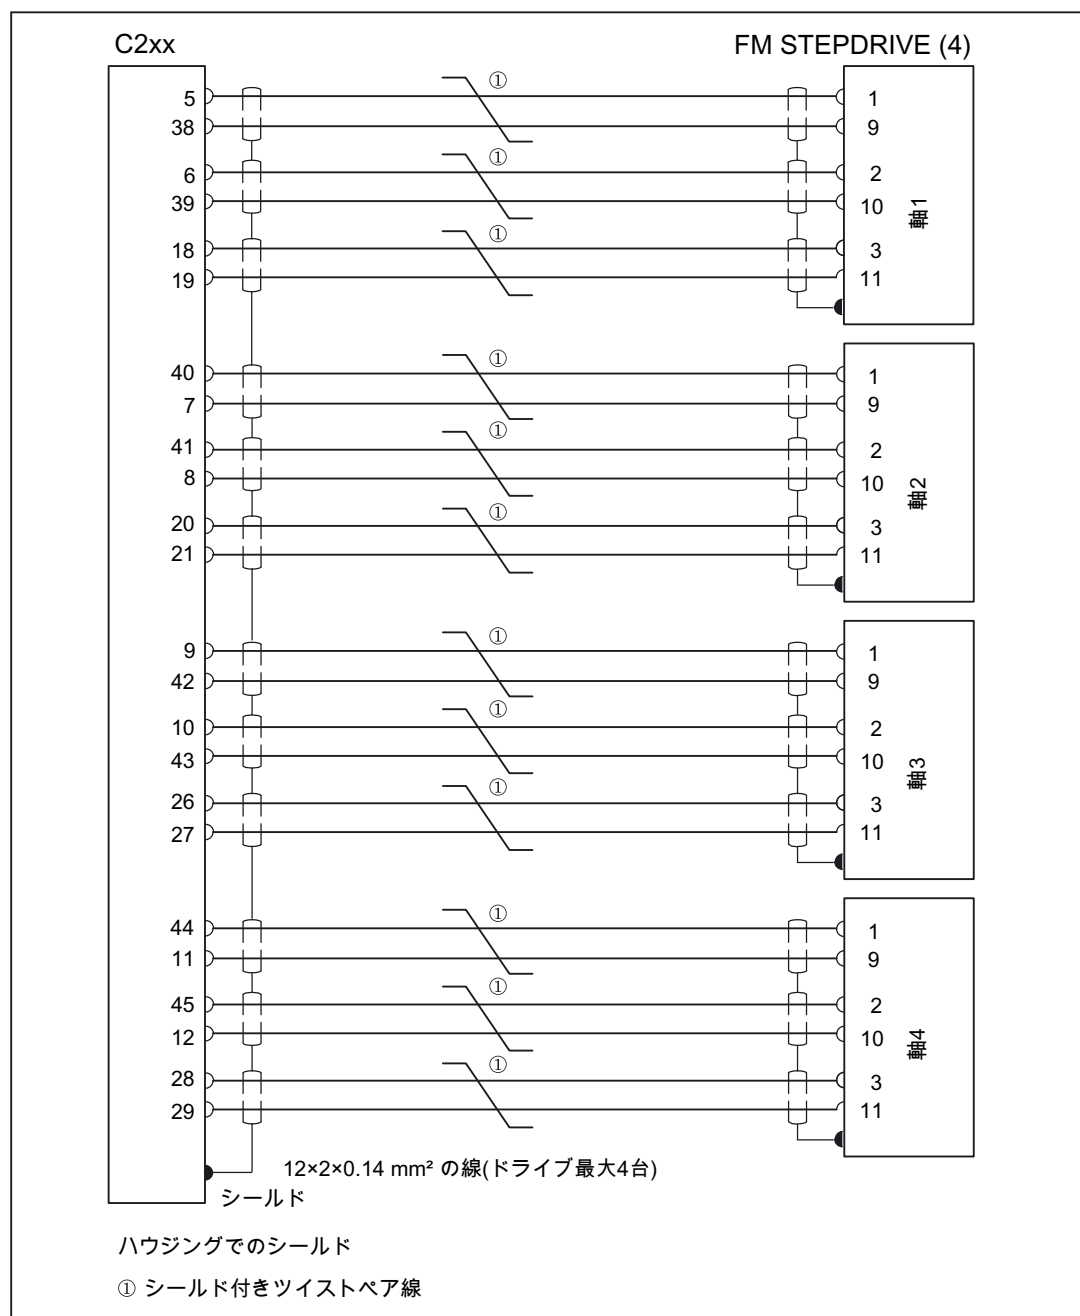 C2xx FM STEPDRIVE (4)
5 ① 1
38 9
6 ① 2
39 10
18 ① 3
19 11
軸1
40 ① 1
7 9
41 ① 2
8 10
20 ① 3
21 11
軸2
9 ① 1
42 9
10 ① 2
43 10
26 ① 3
27 11
軸3
44 ① 1
11 9
45 ① 2
12 10
28 ① 3
29 11
軸4
12×2×0.14 mm² の線(ドライブ最大4台)
シールド
ハウジングでのシールド
① シールド付きツイストペア線